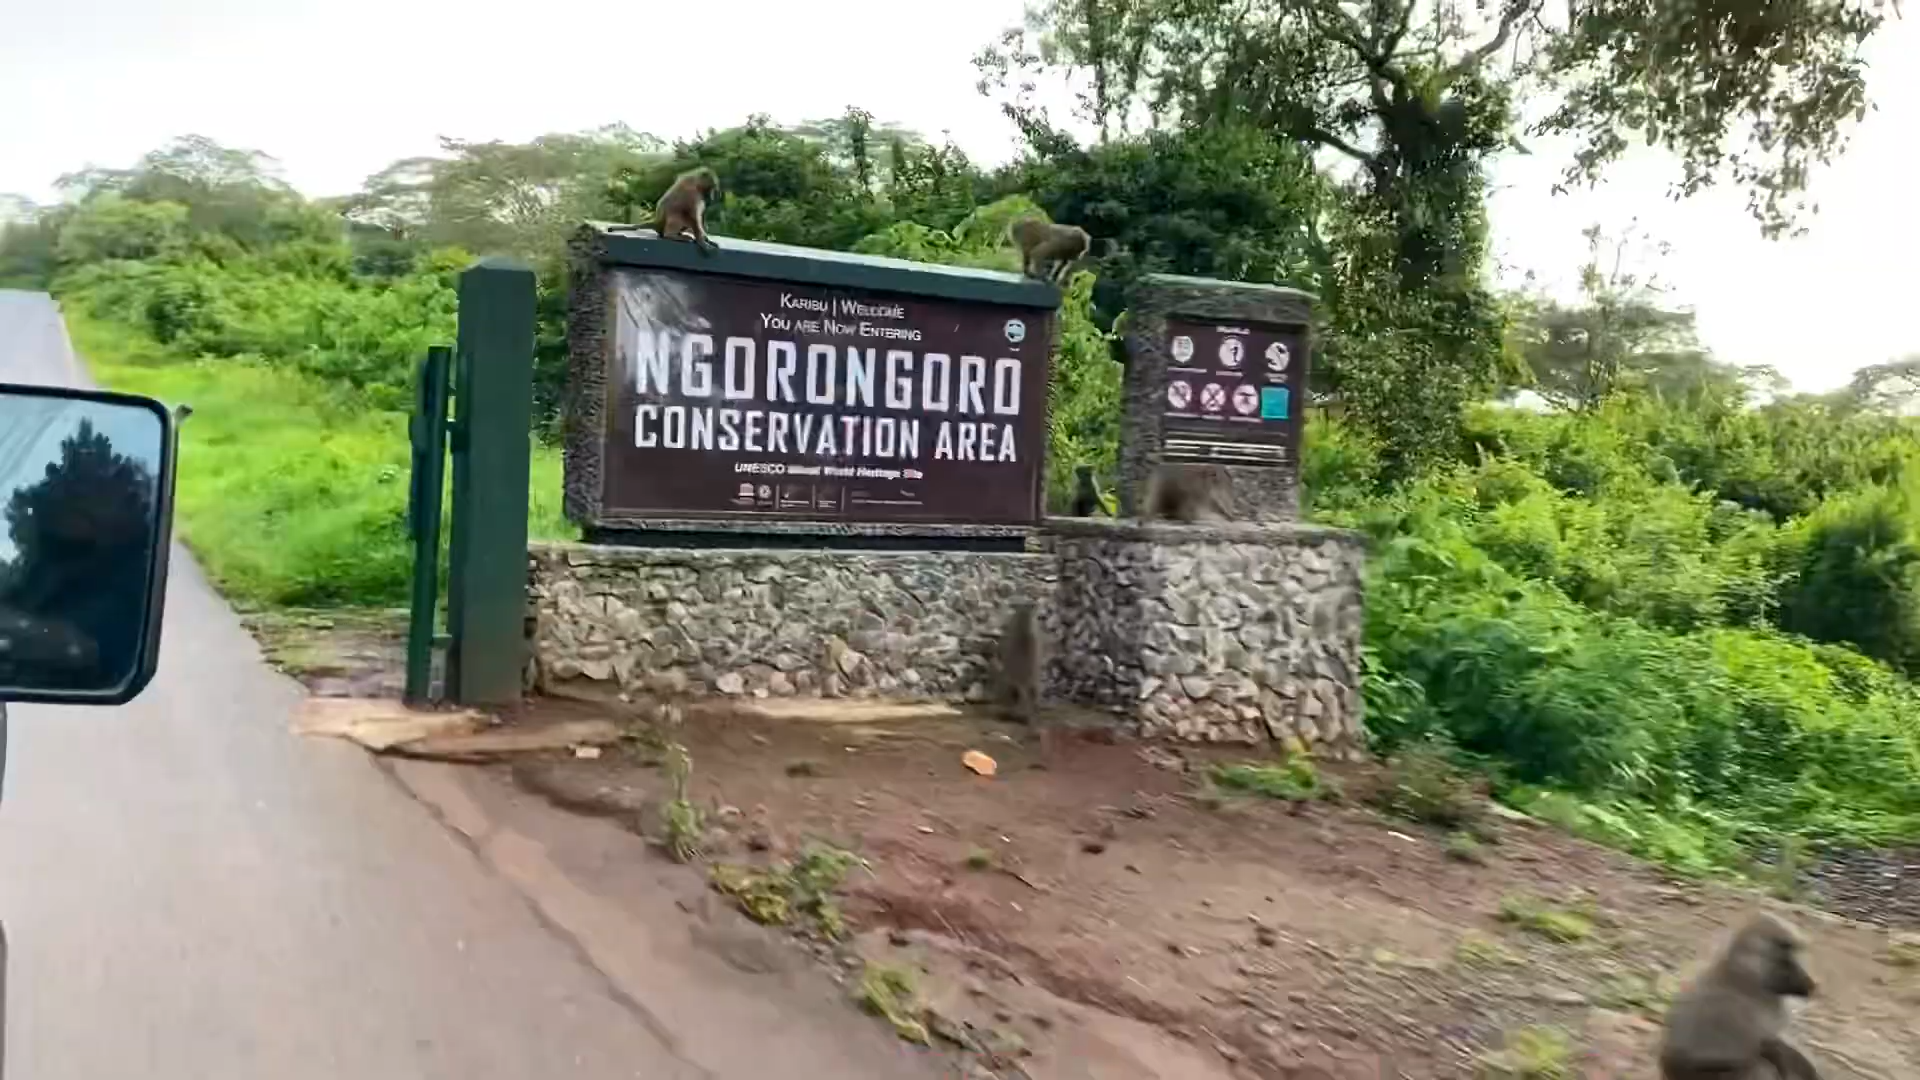 KARIBU | WELCOME
YOU ARE NOW ENTERING
NGORONGORO
CONSERVATION AREA
UNESCO Mixed World Heritage Site